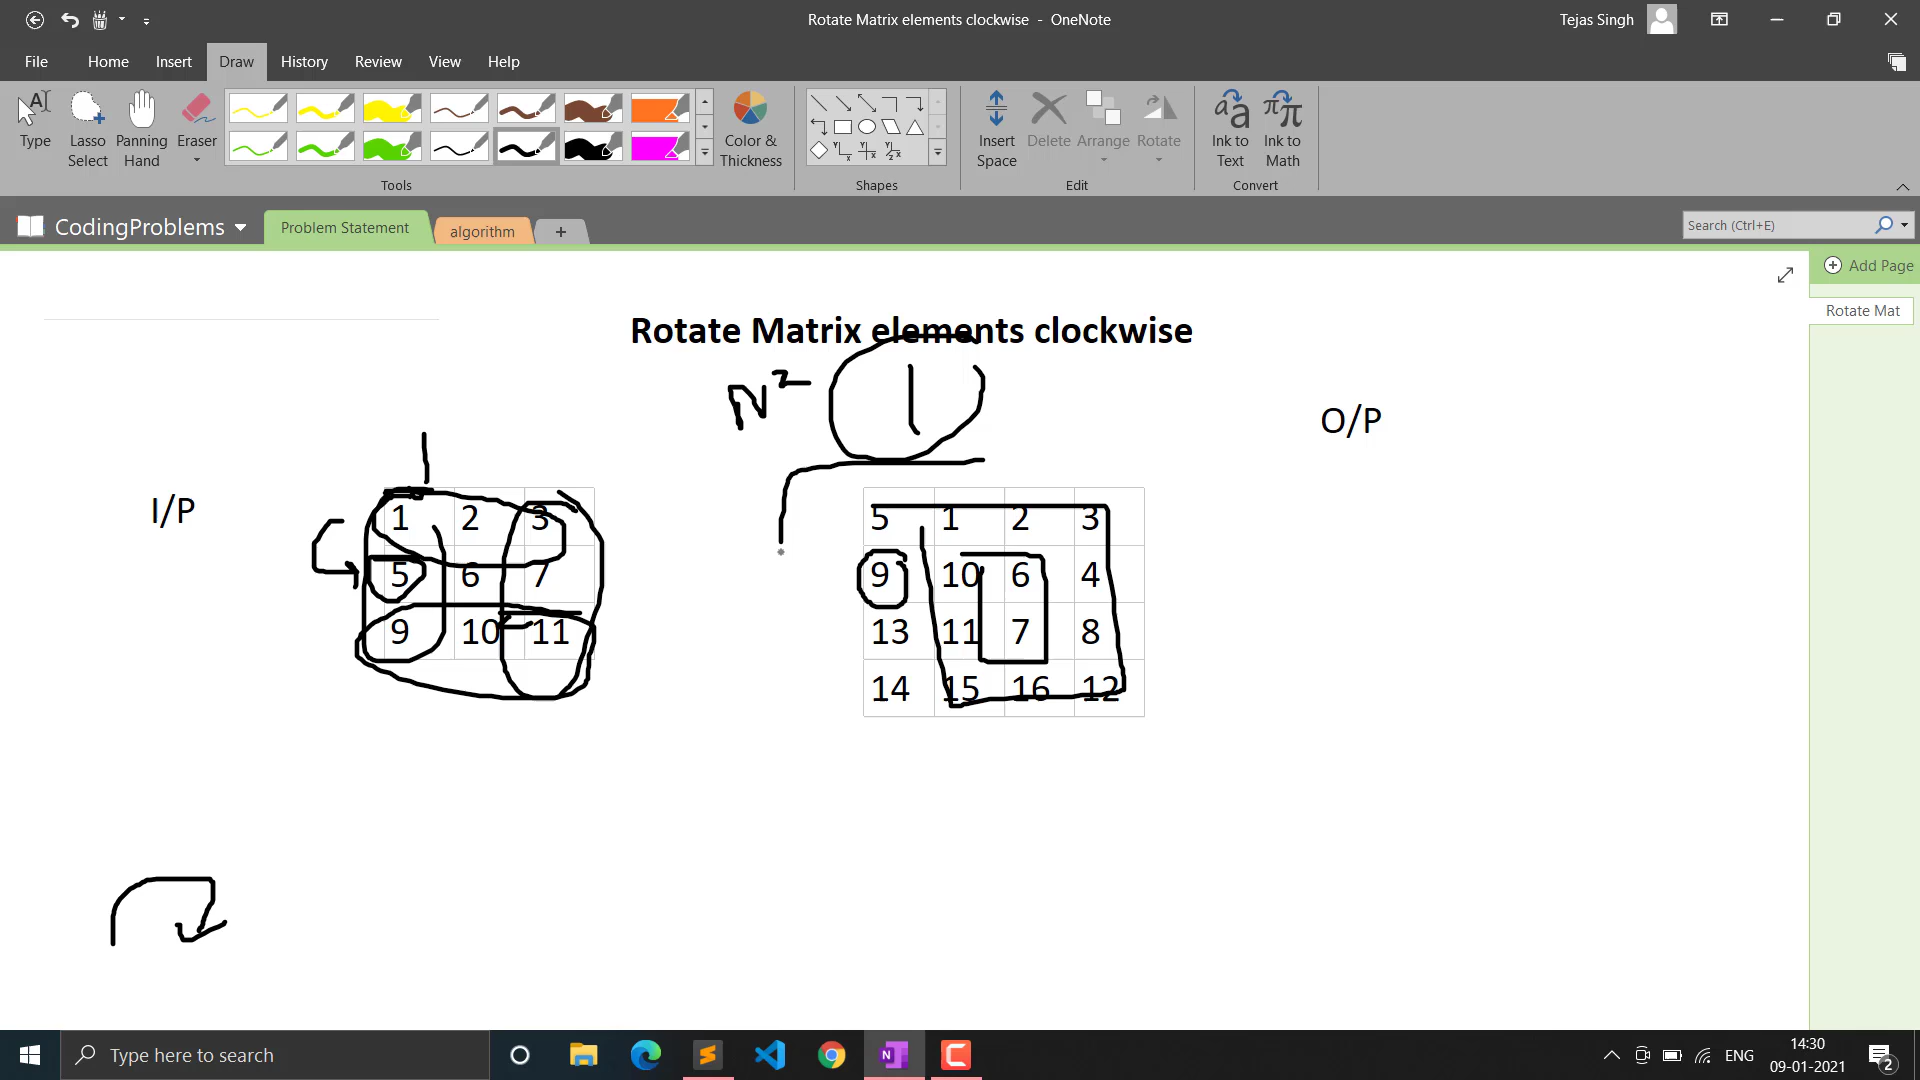 Rotate Matrix elements clockwise - OneNote
Tejas Singh
File Home Insert Draw History Review View Help
Type
Lasso Select
Panning Hand
Eraser
Color & Thickness
Insert Space
Delete
Arrange
Rotate
Ink to Text
Ink to Math
Tools
Shapes
Edit
Convert
CodingProblems
Problem Statement
algorithm
Search (Ctrl+E)
Add Page
Rotate Mat
Rotate Matrix elements clockwise
N²
1
O/P
1
I/P
1 2 3
5 6 7
9 10 11
5 1 2 3
9 10 6 4
13 11 7 8
14 15 16 12
Type here to search
ENG
14:30
09-01-2021
2